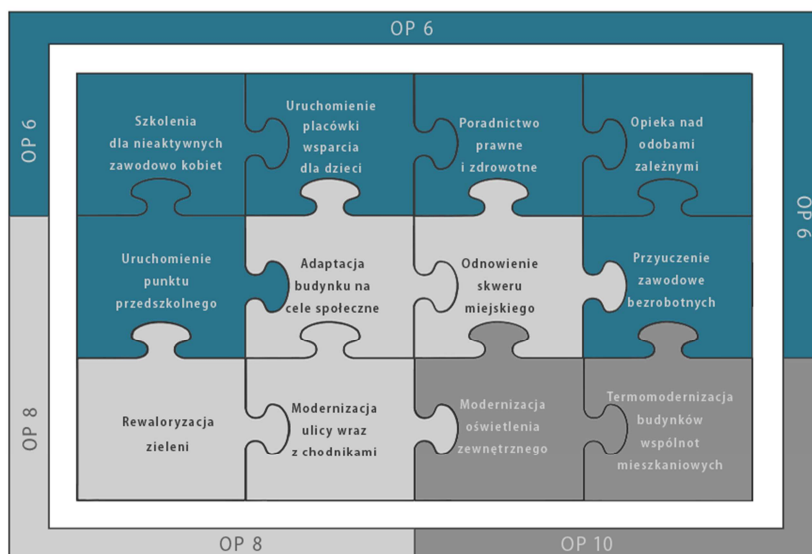 OP 6
OP 6
Szkolenia
dla nieaktywnych
zawodowo kobiet
Uruchomienie
placówki
wsparcia
dla dzieci
Poradnictwo
prawne
i zdrowotne
Opieka nad
odobami
zależnymi
OP 6
Uruchomienie
punktu
przedszkolnego
Adaptacja
budynku na
cele społeczne
Odnowienie
skweru
miejskiego
Przyuczenie
zawodowe
bezrobotnych
OP 8
Rewaloryzacja
zieleni
Modernizacja
ulicy wraz
z chodnikami
Modernizacja
oświetlenia
zewnętrznego
Termomodernizacja
budynków
wspólnot
mieszkaniowych
OP 8
OP 10